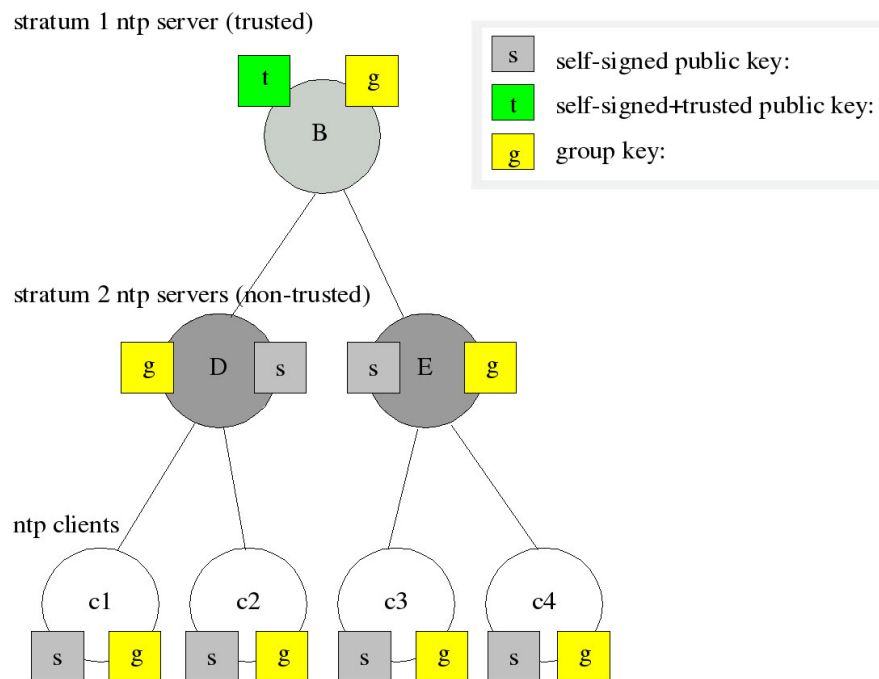 stratum 1 ntp server (trusted)
s self-signed public key:
t self-signed+trusted public key:
g group key:
t g
B
stratum 2 ntp servers (non-trusted)
g D s s E g
ntp clients
c1 c2 c3 c4
s g s g s g s g